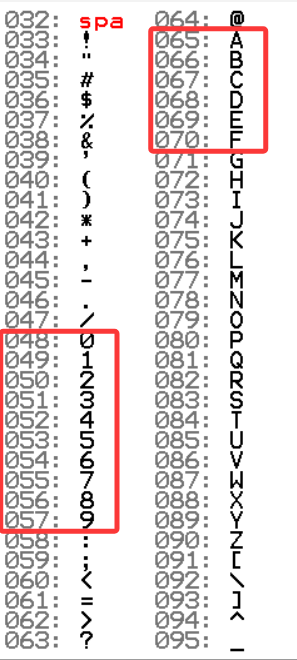 032: spa 064: @
033: ! 065: A
034: " 066: B
035: # 067: C
036: $ 068: D
037: % 069: E
038: & 070: F
039: ' 071: G
040: ( 072: H
041: ) 073: I
042: * 074: J
043: + 075: K
044: , 076: L
045: - 077: M
046: . 078: N
047: / 079: O
048: 0 080: P
049: 1 081: Q
050: 2 082: R
051: 3 083: S
052: 4 084: T
053: 5 085: U
054: 6 086: V
055: 7 087: W
056: 8 088: X
057: 9 089: Y
058: : 090: Z
059: ; 091: [
060: < 092: \
061: = 093: ]
062: > 094: ^
063: ? 095: _